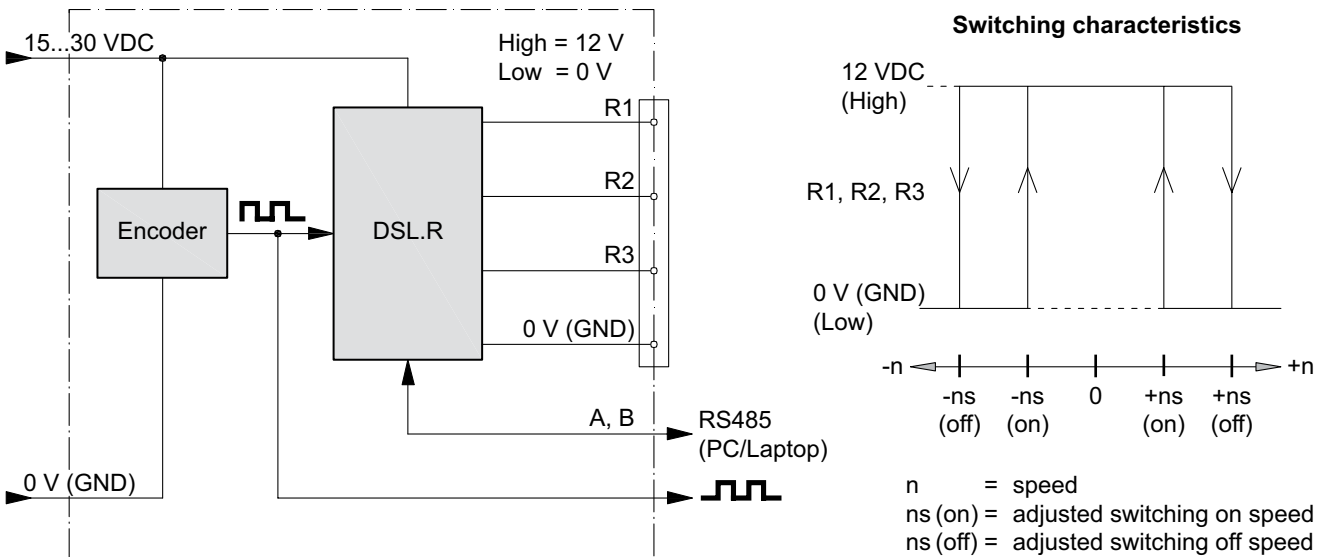 15...30 VDC
High = 12 V
Low = 0 V
R1
R2
R3
0 V (GND)
Encoder
DSL.R
A, B
RS485
(PC/Laptop)
0 V (GND)
Switching characteristics
12 VDC
(High)
R1, R2, R3
0 V (GND)
(Low)
-n
+n
-ns -ns 0 +ns +ns
(off) (on) (on) (off)
n = speed
ns (on) = adjusted switching on speed
ns (off) = adjusted switching off speed